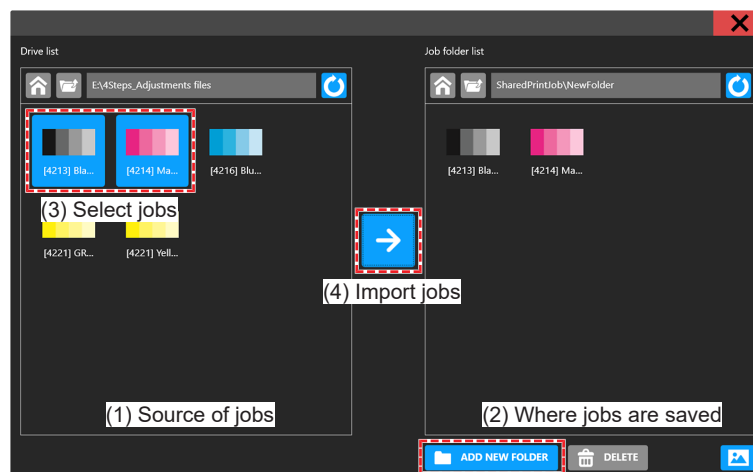 Drive list
Job folder list
E:\4Steps_Adjustments files
SharedPrintJob\NewFolder
[4213] Bla...
[4214] Ma...
[4216] Blu...
[4213] Bla...
[4214] Ma...
(3) Select jobs
[4221] GR...
[4221] Yell...
(4) Import jobs
(1) Source of jobs
(2) Where jobs are saved
ADD NEW FOLDER
DELETE